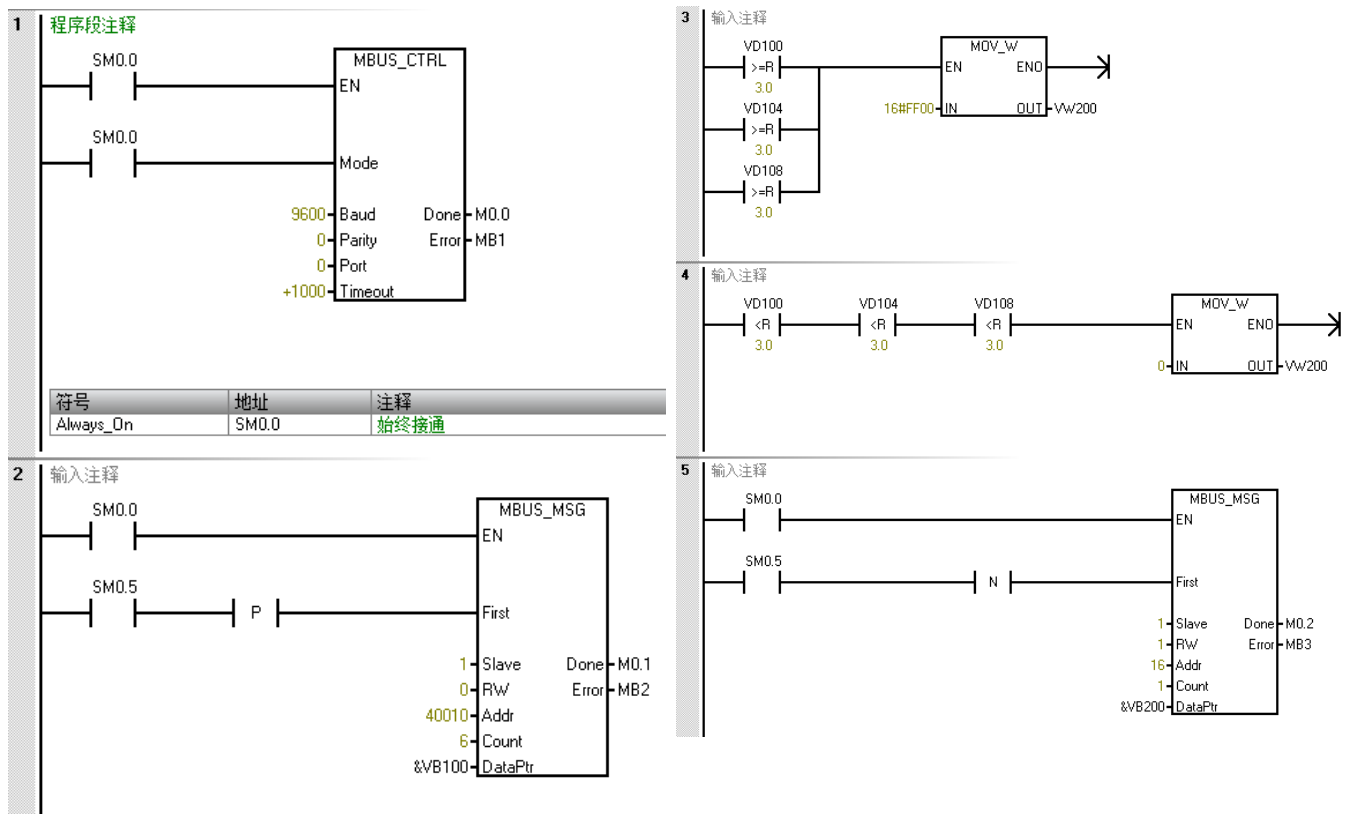 1
程序段注释
SM0.0
MBUS_CTRL
EN
SM0.0
Mode
9600 Baud Done M0.0
0 Parity Error MB1
0 Port
+1000 Timeout
符号 地址 注释
Always_On SM0.0 始终接通
2
输入注释
SM0.0
MBUS_MSG
EN
SM0.5
P
First
1 Slave Done M0.1
0 RW Error MB2
40010 Addr
6 Count
&VB100 DataPtr
3
输入注释
VD100
>=R
3.0
VD104
>=R
3.0
VD108
>=R
3.0
MOV_W
EN ENO
16#FF00 IN OUT VW200
4
输入注释
VD100 VD104 VD108
<R <R <R
3.0 3.0 3.0
MOV_W
EN ENO
0 IN OUT VW200
5
输入注释
SM0.0
MBUS_MSG
EN
SM0.5
N
First
1 Slave Done M0.2
1 RW Error MB3
16 Addr
1 Count
&VB200 DataPtr